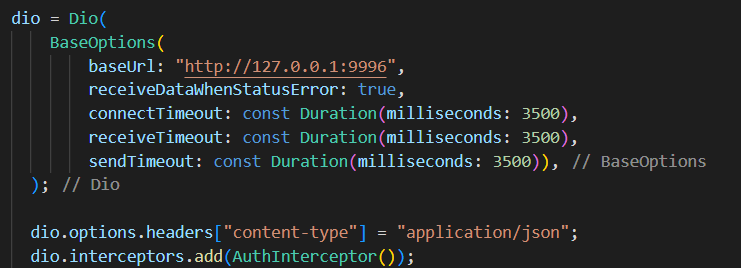 dio = Dio(
BaseOptions(
baseUrl: "http://127.0.0.1:9996",
receiveDataWhenStatusError: true,
connectTimeout: const Duration(milliseconds: 3500),
receiveTimeout: const Duration(milliseconds: 3500),
sendTimeout: const Duration(milliseconds: 3500)), // BaseOptions
); // Dio
dio.options.headers["content-type"] = "application/json";
dio.interceptors.add(AuthInterceptor());